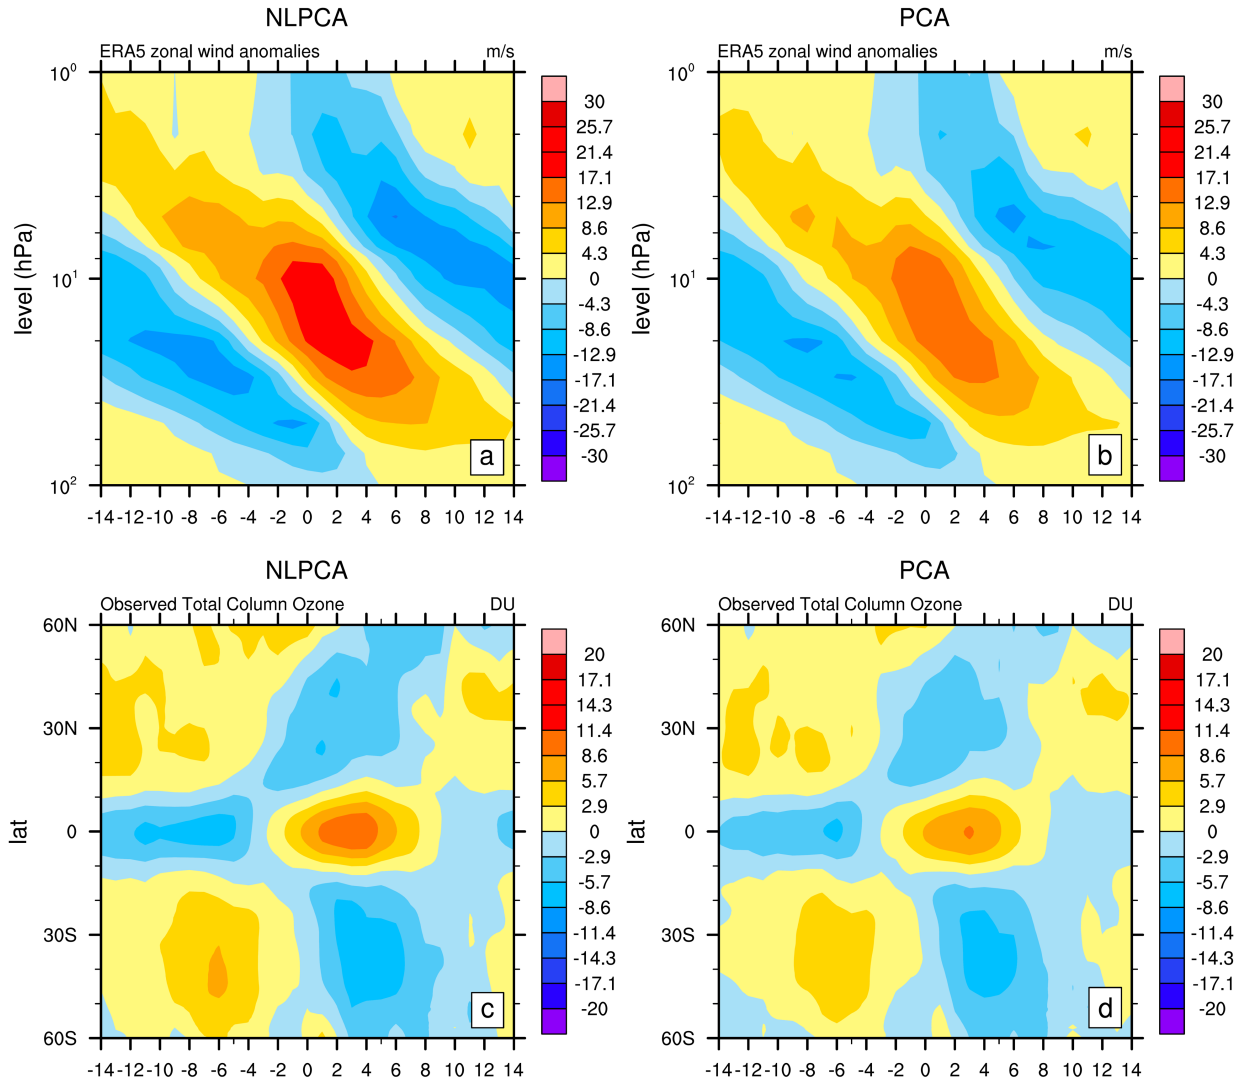 NLPCA
PCA
ERA5 zonal wind anomalies m/s
ERA5 zonal wind anomalies m/s
level (hPa)
10⁰
10¹
10²
-14 -12 -10 -8 -6 -4 -2 0 2 4 6 8 10 12 14
a
30
25.7
21.4
17.1
12.9
8.6
4.3
0
-4.3
-8.6
-12.9
-17.1
-21.4
-25.7
-30
level (hPa)
10⁰
10¹
10²
-14 -12 -10 -8 -6 -4 -2 0 2 4 6 8 10 12 14
b
30
25.7
21.4
17.1
12.9
8.6
4.3
0
-4.3
-8.6
-12.9
-17.1
-21.4
-25.7
-30
NLPCA
PCA
Observed Total Column Ozone DU
Observed Total Column Ozone DU
lat
60N
30N
0
30S
60S
-14 -12 -10 -8 -6 -4 -2 0 2 4 6 8 10 12 14
c
20
17.1
14.3
11.4
8.6
5.7
2.9
0
-2.9
-5.7
-8.6
-11.4
-14.3
-17.1
-20
lat
60N
30N
0
30S
60S
-14 -12 -10 -8 -6 -4 -2 0 2 4 6 8 10 12 14
d
20
17.1
14.3
11.4
8.6
5.7
2.9
0
-2.9
-5.7
-8.6
-11.4
-14.3
-17.1
-20